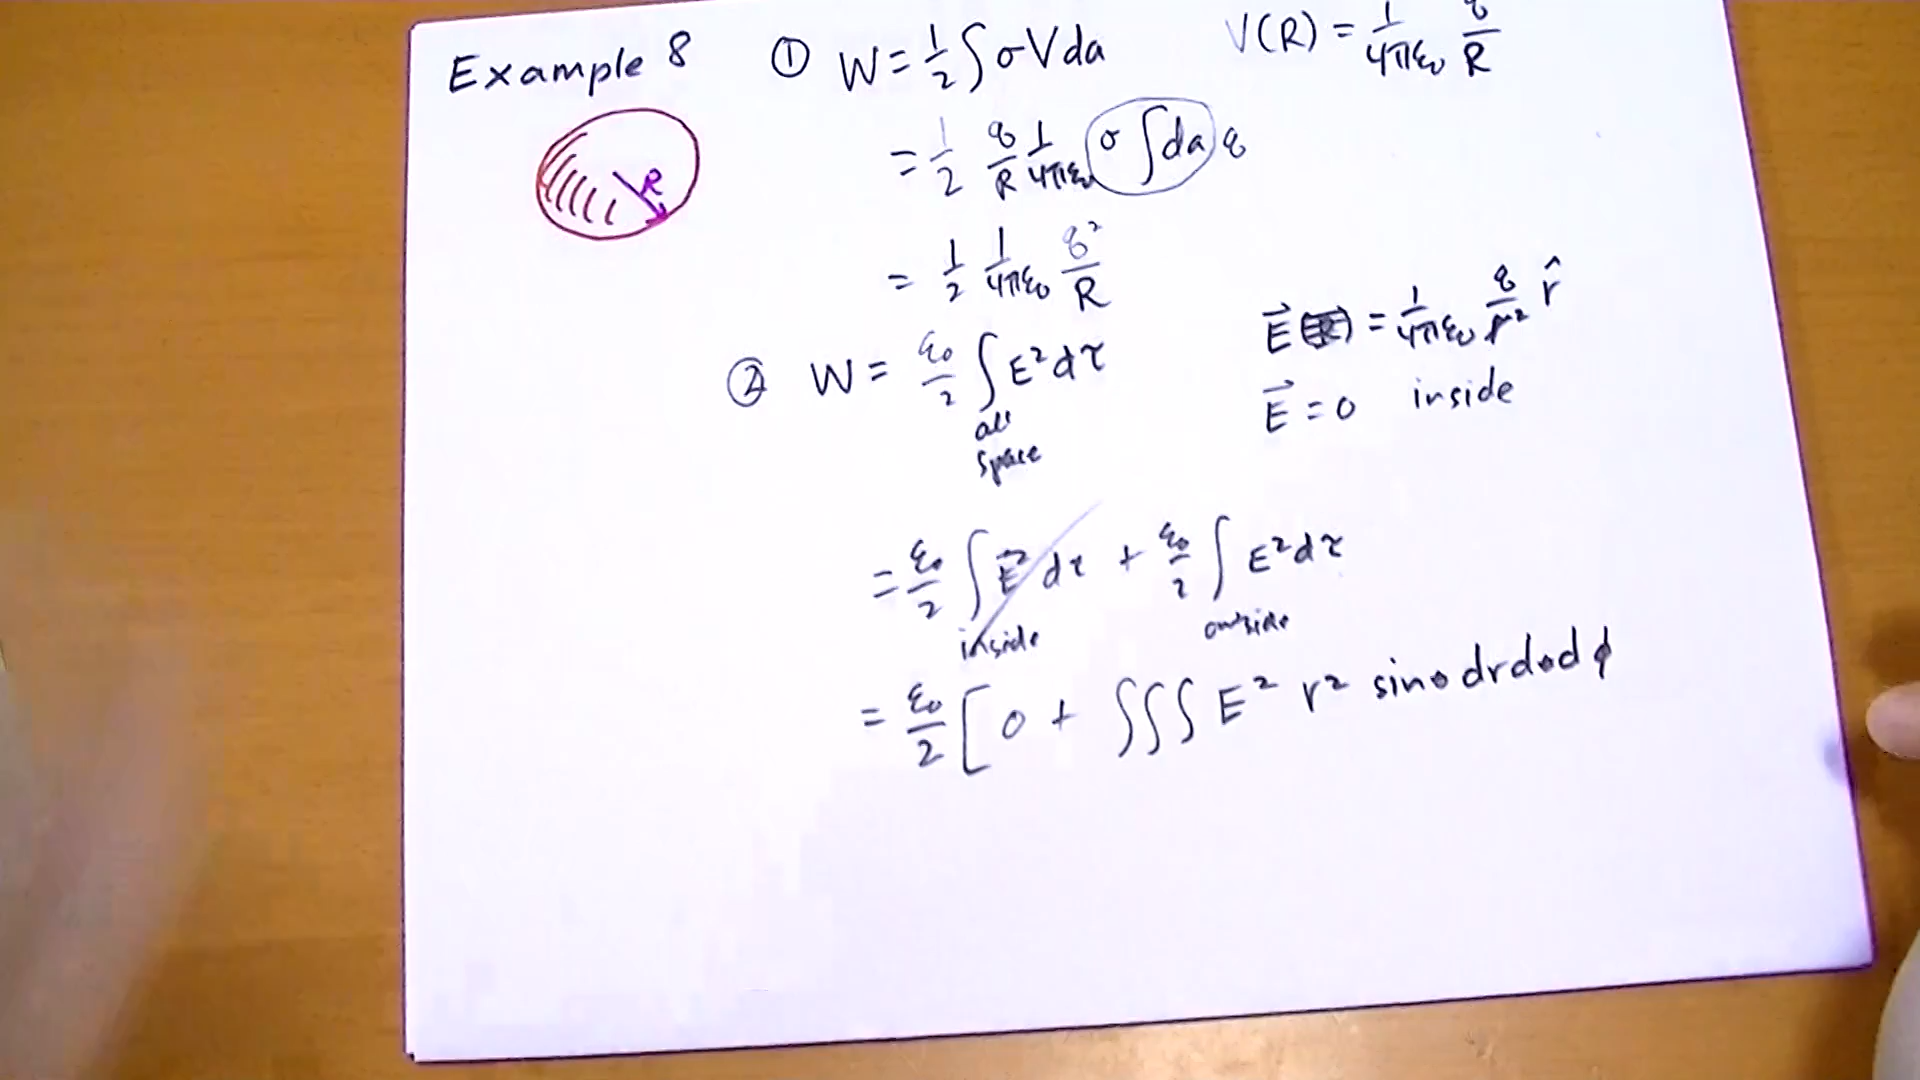 Example 8
① W = 1/2 ∫ σ V da
V(R) = 1/4πε₀ q/R
= 1/2 q/R 1/4πε₀ σ ∫ da q
R
= 1/2 1/4πε₀ q²/R
E⃗ = 1/4πε₀ q/r² r̂
② W = ε₀/2 ∫ E² dτ
all
space
E⃗ = 0 inside
= ε₀/2 ∫ E² dτ + ε₀/2 ∫ E² dτ
inside outside
= ε₀/2 [ 0 + ∫∫∫ E² r² sinθ dr dθ dϕ